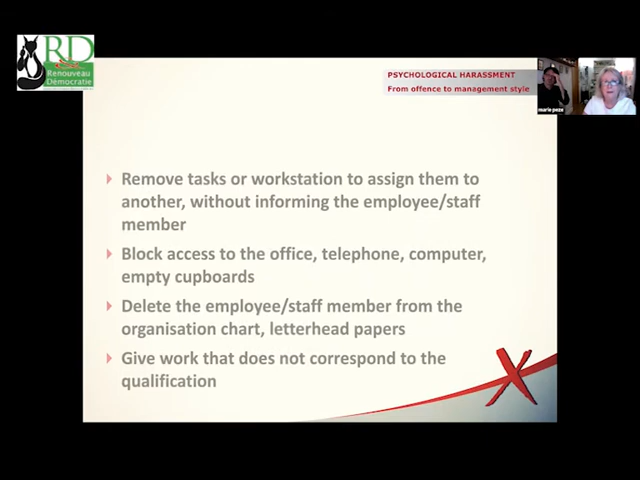 RD
Renouveau
Démocratie
PSYCHOLOGICAL HARASSMENT
From offence to management style
marie peze
Remove tasks or workstation to assign them to
another, without informing the employee/staff
member
Block access to the office, telephone, computer,
empty cupboards
Delete the employee/staff member from the
organisation chart, letterhead papers
Give work that does not correspond to the
qualification